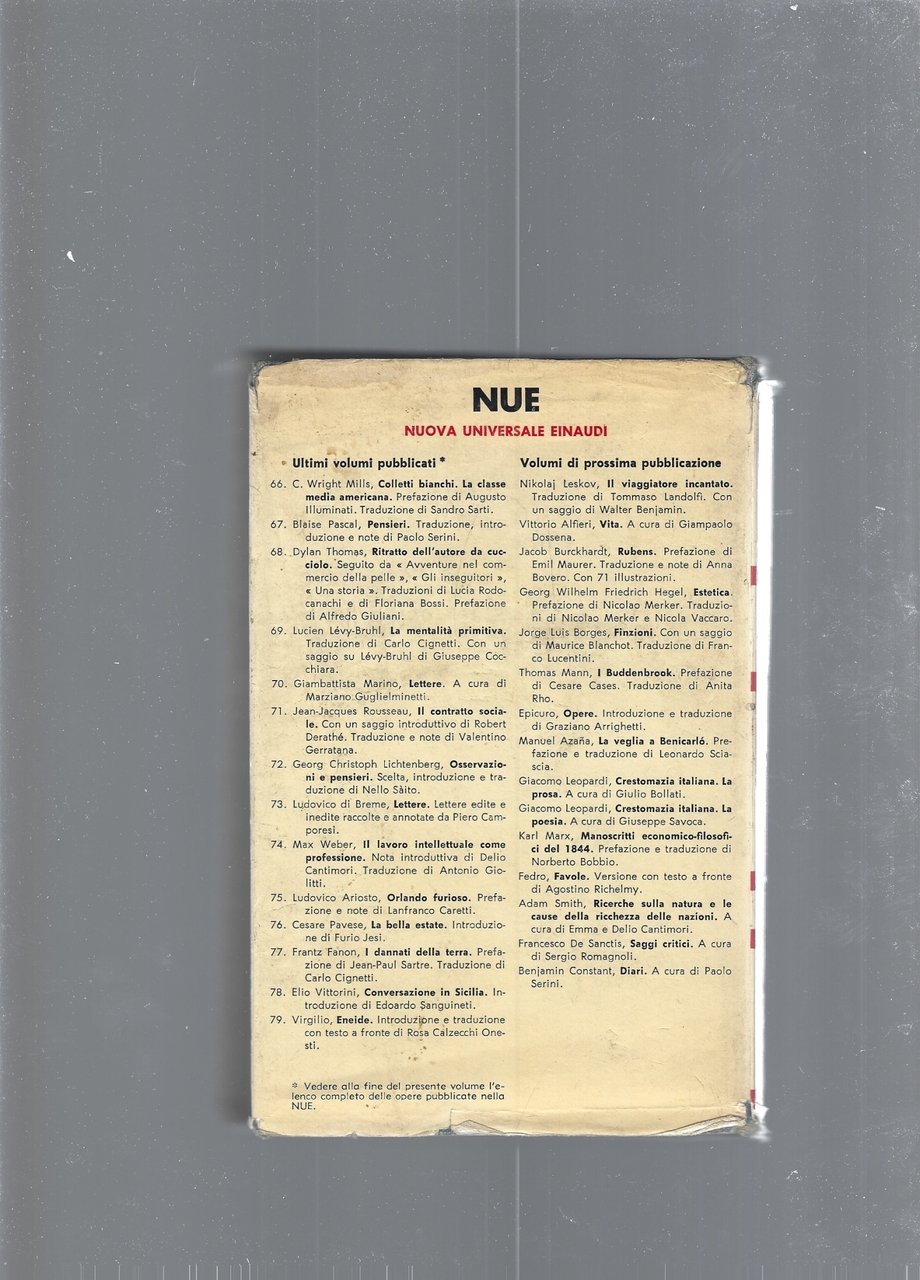 NUE
NUOVA UNIVERSALE EINAUDI
Ultimi volumi pubblicati *
66. C. Wright Mills, Colletti bianchi. La classe
media americana. Prefazione di Augusto
Illuminati. Traduzione di Sandro Sarti.
67. Blaise Pascal, Pensieri. Traduzione, intro-
duzione e note di Paolo Serini.
68. Dylan Thomas, Ritratto dell'autore da cuc-
ciolo. Seguito da « Avventure nel com-
mercio della pelle », « Gli inseguitori »,
« Una storia ». Traduzioni di Lucia Rodo-
canachi e di Floriana Bossi. Prefazione
di Alfredo Giuliani.
69. Lucien Lévy-Bruhl, La mentalità primitiva.
Traduzione di Carlo Cignetti. Con un
saggio su Lévy-Bruhl di Giuseppe Coc-
chiara.
70. Giambattista Marino, Lettere. A cura di
Marziano Guglielminetti.
71. Jean-Jacques Rousseau, Il contratto socia-
le. Con un saggio introduttivo di Robert
Derathé. Traduzione e note di Valentino
Gerratana.
72. Georg Christoph Lichtenberg, Osservazio-
ni e pensieri. Scelta, introduzione e tra-
duzione di Nello Sàito.
73. Ludovico di Breme, Lettere. Lettere edite e
inedite raccolte e annotate da Piero Cam-
poresi.
74. Max Weber, Il lavoro intellettuale come
professione. Nota introduttiva di Delio
Cantimori. Traduzione di Antonio Gio-
litti.
75. Ludovico Ariosto, Orlando furioso. Prefa-
zione e note di Lanfranco Caretti.
76. Cesare Pavese, La bella estate. Introduzio-
ne di Furio Jesi.
77. Frantz Fanon, I dannati della terra. Prefa-
zione di Jean-Paul Sartre. Traduzione di
Carlo Cignetti.
78. Elio Vittorini, Conversazione in Sicilia. In-
troduzione di Edoardo Sanguineti.
79. Virgilio, Eneide. Introduzione e traduzione
con testo a fronte di Rosa Calzecchi One-
sti.
* Vedere alla fine del presente volume l'e-
lenco completo delle opere pubblicate nella
NUE.
Volumi di prossima pubblicazione
Nikolaj Leskov, Il viaggiatore incantato.
Traduzione di Tommaso Landolfi. Con
un saggio di Walter Benjamin.
Vittorio Alfieri, Vita. A cura di Giampaolo
Dossena.
Jacob Burckhardt, Rubens. Prefazione di
Emil Maurer. Traduzione e note di Anna
Bovero. Con 71 illustrazioni.
Georg Wilhelm Friedrich Hegel, Estetica.
Prefazione di Nicolao Merker. Traduzio-
ni di Nicolao Merker e Nicola Vaccaro.
Jorge Luis Borges, Finzioni. Con un saggio
di Maurice Blanchot. Traduzione di Fran-
co Lucentini.
Thomas Mann, I Buddenbrook. Prefazione
di Cesare Cases. Traduzione di Anita
Rho.
Epicuro, Opere. Introduzione e traduzione
di Graziano Arrighetti.
Manuel Azaña, La veglia a Benicarló. Pre-
fazione e traduzione di Leonardo Scia-
scia.
Giacomo Leopardi, Crestomazia italiana. La
prosa. A cura di Giulio Bollati.
Giacomo Leopardi, Crestomazia italiana. La
poesia. A cura di Giuseppe Savoca.
Karl Marx, Manoscritti economico-filosofi-
ci del 1844. Prefazione e traduzione di
Norberto Bobbio.
Fedro, Favole. Versione con testo a fronte
di Agostino Richelmy.
Adam Smith, Ricerche sulla natura e le
cause della ricchezza delle nazioni. A
cura di Emma e Delio Cantimori.
Francesco De Sanctis, Saggi critici. A cura
di Sergio Romagnoli.
Benjamin Constant, Diari. A cura di Paolo
Serini.